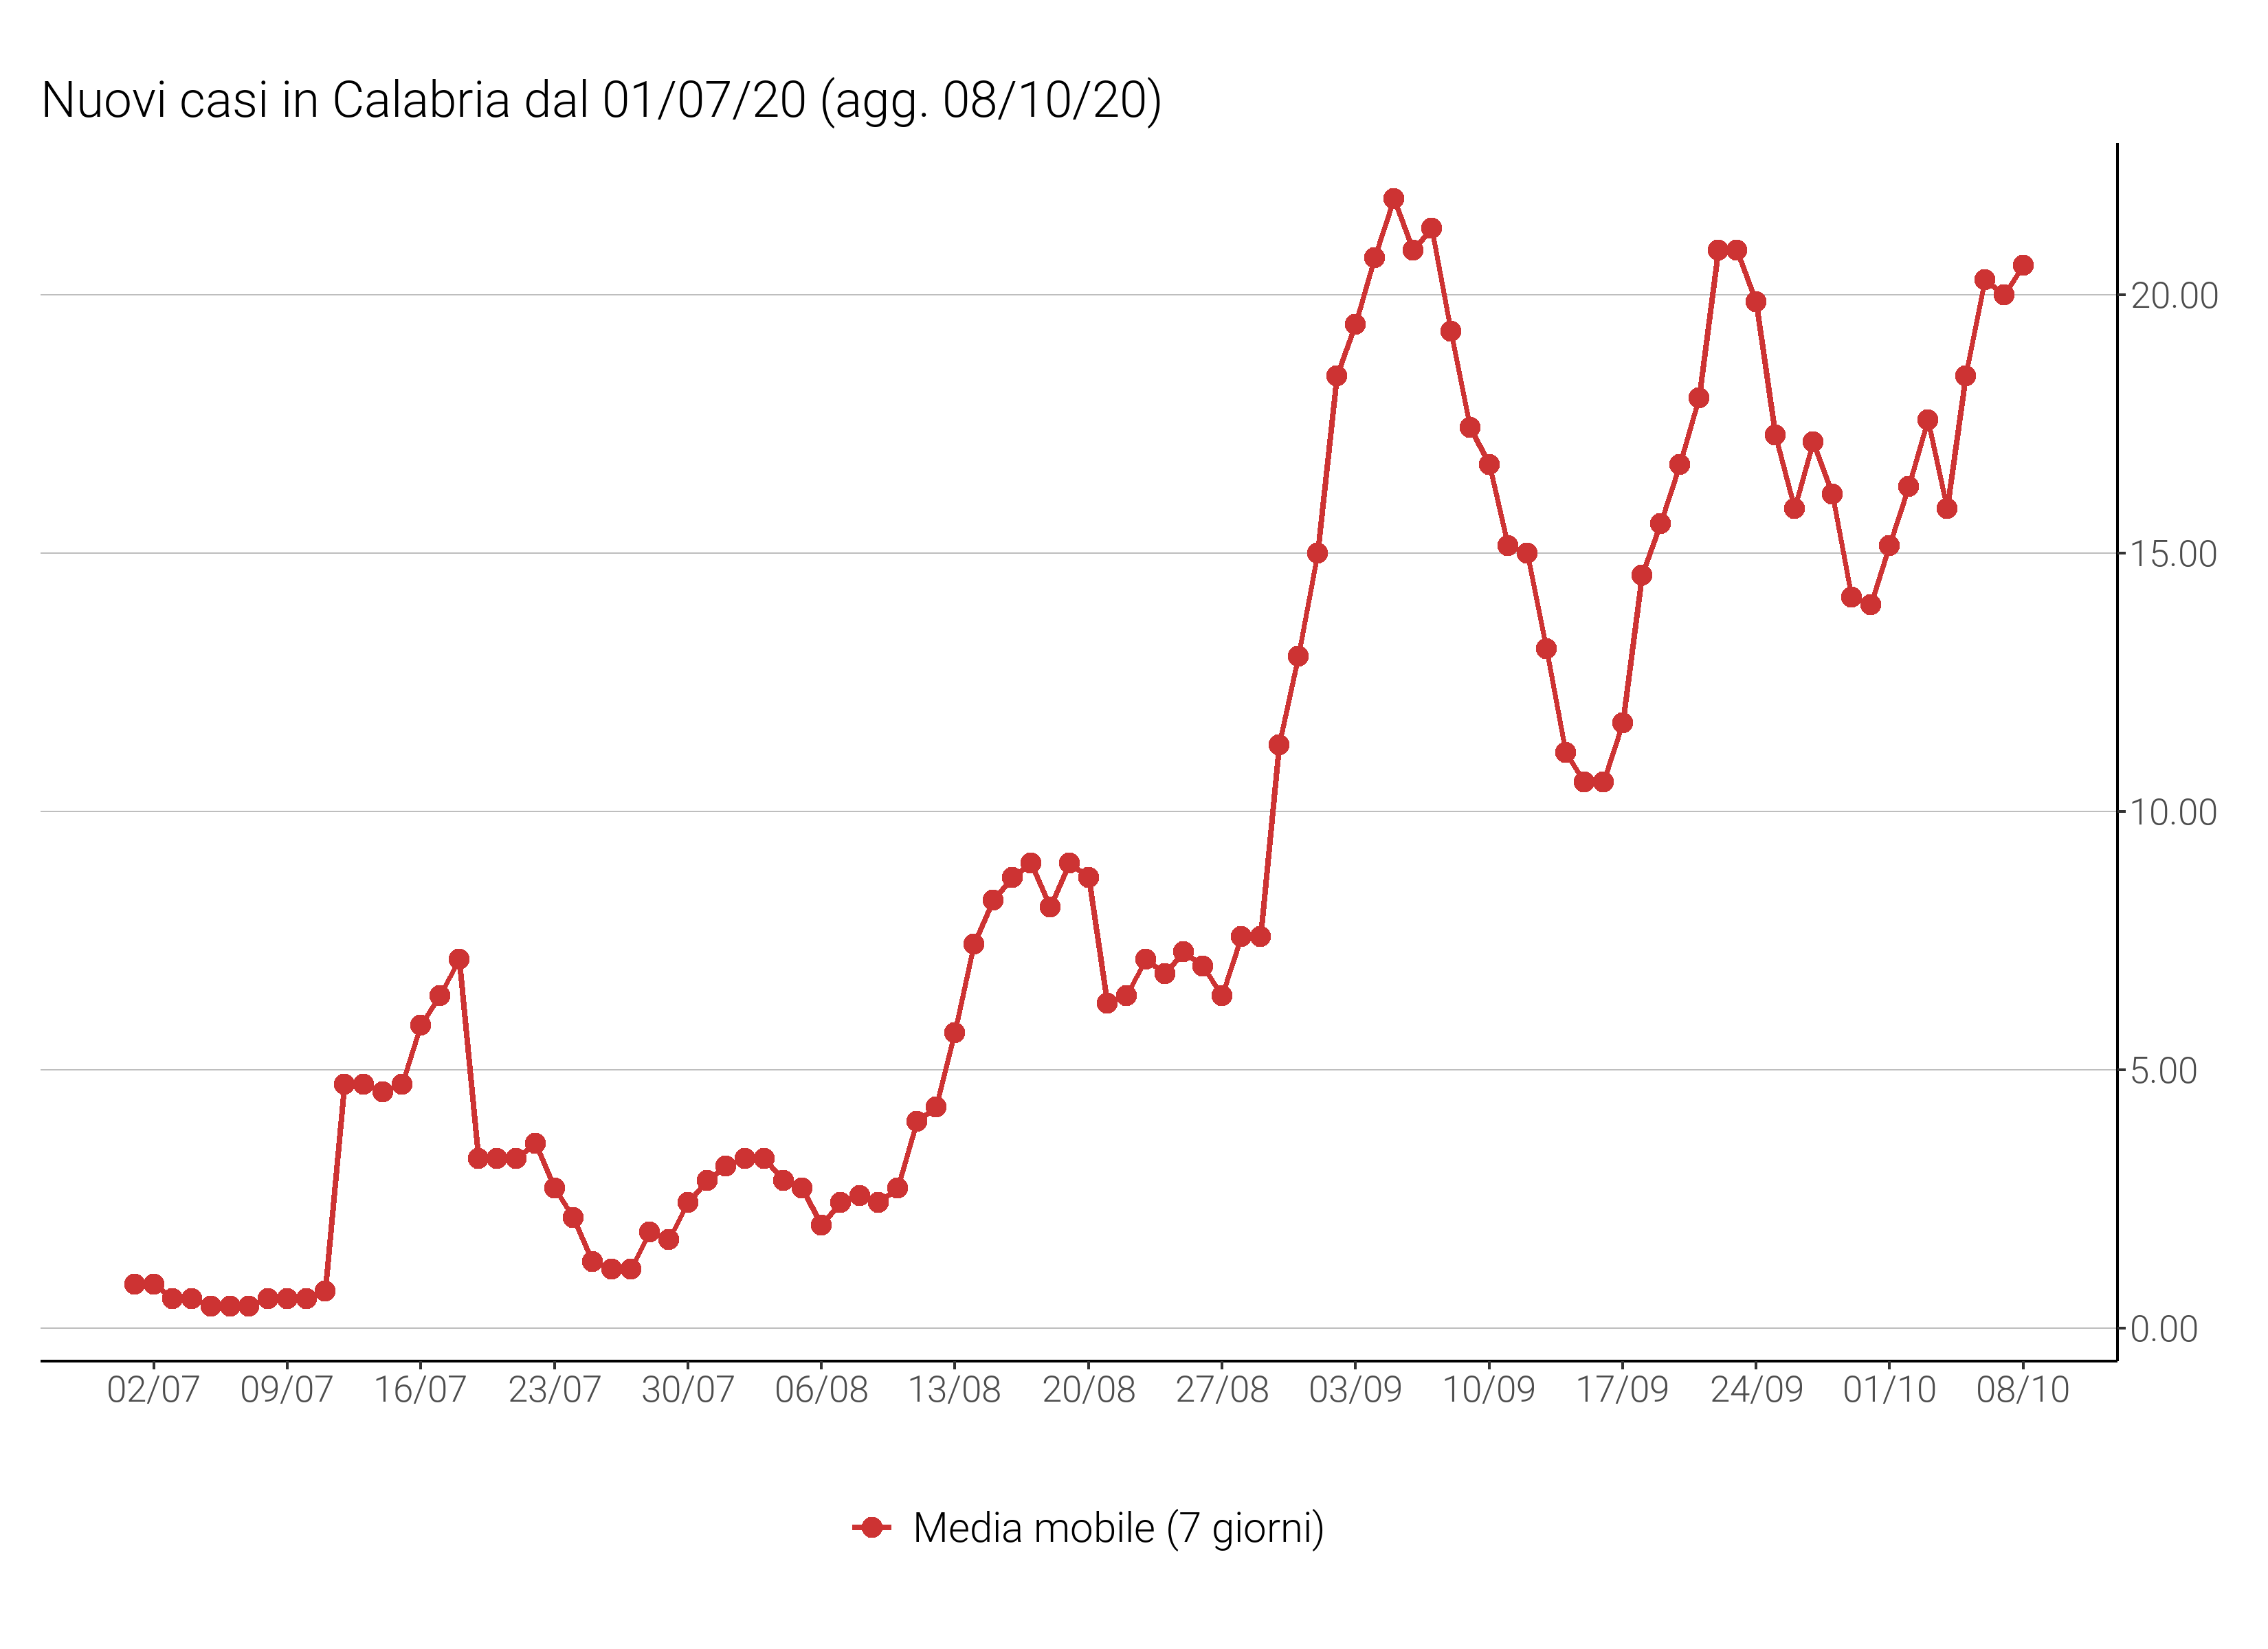 Nuovi casi in Calabria dal 01/07/20 (agg. 08/10/20)
20.00
15.00
10.00
5.00
0.00
02/07 09/07 16/07 23/07 30/07 06/08 13/08 20/08 27/08 03/09 10/09 17/09 24/09 01/10 08/10
Media mobile (7 giorni)